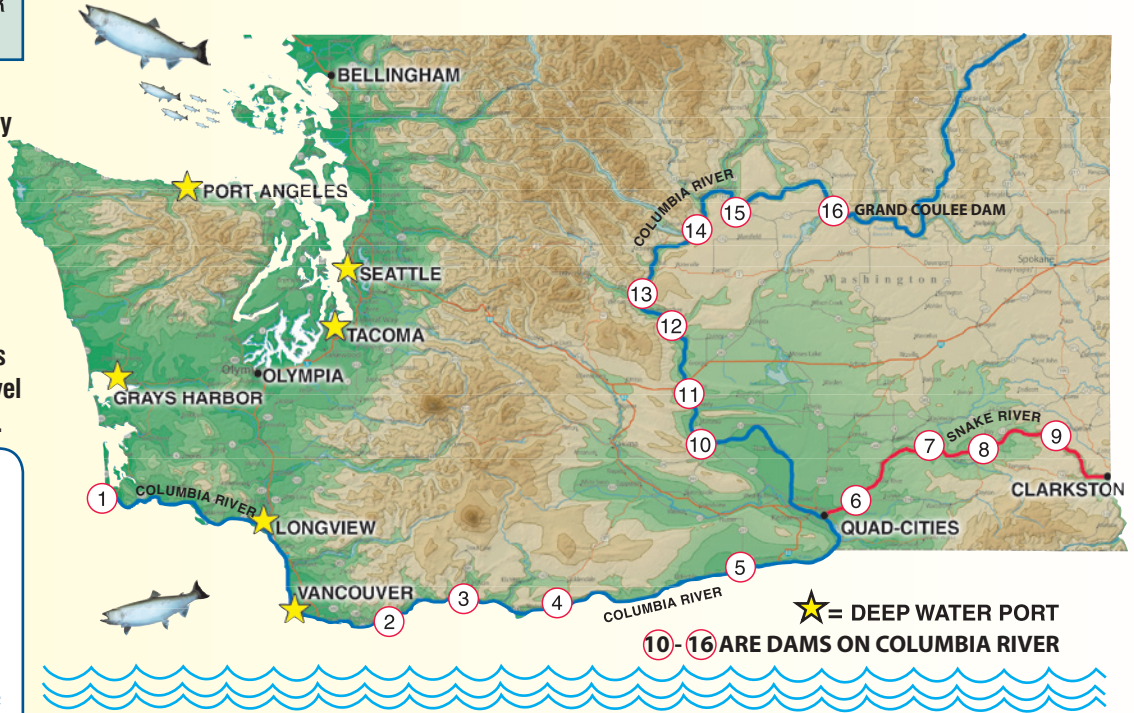 BELLINGHAM
y
PORT ANGELES
COLUMBIA RIVER
14
15
16
GRAND COULEE DAM
Spokane
SEATTLE
Washington
13
12
TACOMA
s
OLYMPIA
vel
GRAYS HARBOR
11
10
SNAKE RIVER
7
8
9
1
COLUMBIA RIVER
6
CLARKSTON
LONGVIEW
QUAD-CITIES
5
VANCOUVER
2
3
4
COLUMBIA RIVER
= DEEP WATER PORT
10 - 16 ARE DAMS ON COLUMBIA RIVER